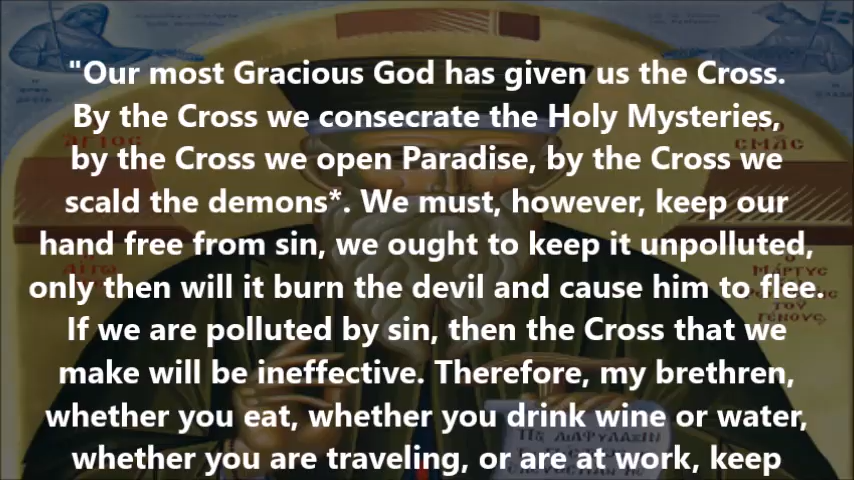 "Our most Gracious God has given us the Cross.
By the Cross we consecrate the Holy Mysteries,
by the Cross we open Paradise, by the Cross we
scald the demons*. We must, however, keep our
hand free from sin, we ought to keep it unpolluted,
only then will it burn the devil and cause him to flee.
If we are polluted by sin, then the Cross that we
make will be ineffective. Therefore, my brethren,
whether you eat, whether you drink wine or water,
whether you are traveling, or are at work, keep